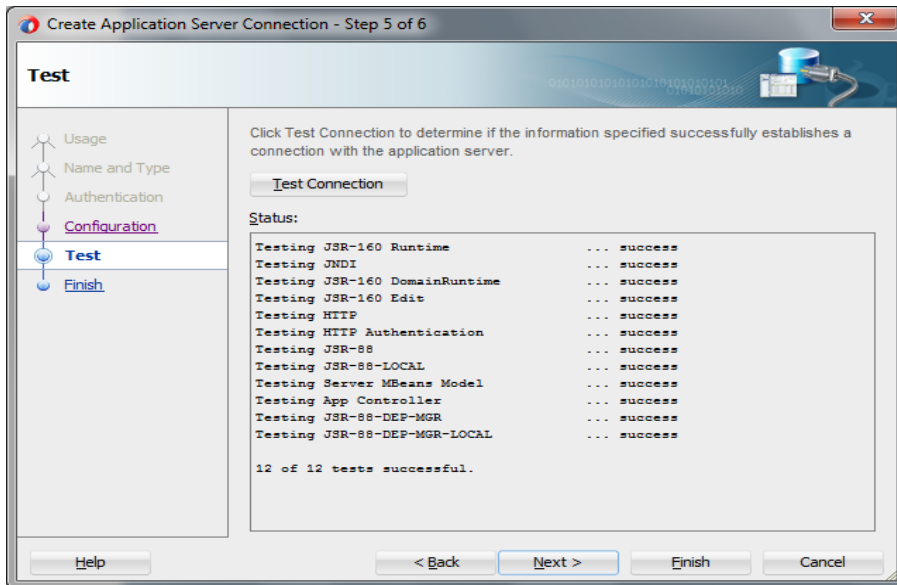 Create Application Server Connection - Step 5 of 6
Test
Usage
Name and Type
Authentication
Configuration
Test
Finish
Click Test Connection to determine if the information specified successfully establishes a
connection with the application server.
Test Connection
Status:
Testing JSR-160 Runtime ... success
Testing JNDI ... success
Testing JSR-160 DomainRuntime ... success
Testing JSR-160 Edit ... success
Testing HTTP ... success
Testing HTTP Authentication ... success
Testing JSR-88 ... success
Testing JSR-88-LOCAL ... success
Testing Server MBeans Model ... success
Testing App Controller ... success
Testing JSR-88-DEP-MGR ... success
Testing JSR-88-DEP-MGR-LOCAL ... success
12 of 12 tests successful.
Help
< Back
Next >
Finish
Cancel